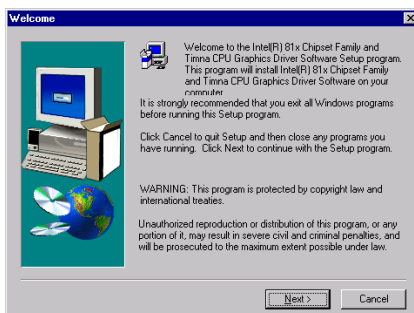 Welcome
Welcome to the Intel(R) 81x Chipset Family and
Timna CPU Graphics Driver Software Setup program.
This program will install Intel(R) 81x Chipset Family
and Timna CPU Graphics Driver Software on your
computer.
It is strongly recommended that you exit all Windows programs
before running this Setup program.
Click Cancel to quit Setup and then close any programs you
have running. Click Next to continue with the Setup program.
WARNING: This program is protected by copyright law and
international treaties.
Unauthorized reproduction or distribution of this program, or any
portion of it, may result in severe civil and criminal penalties, and
will be prosecuted to the maximum extent possible under law.
Next >
Cancel